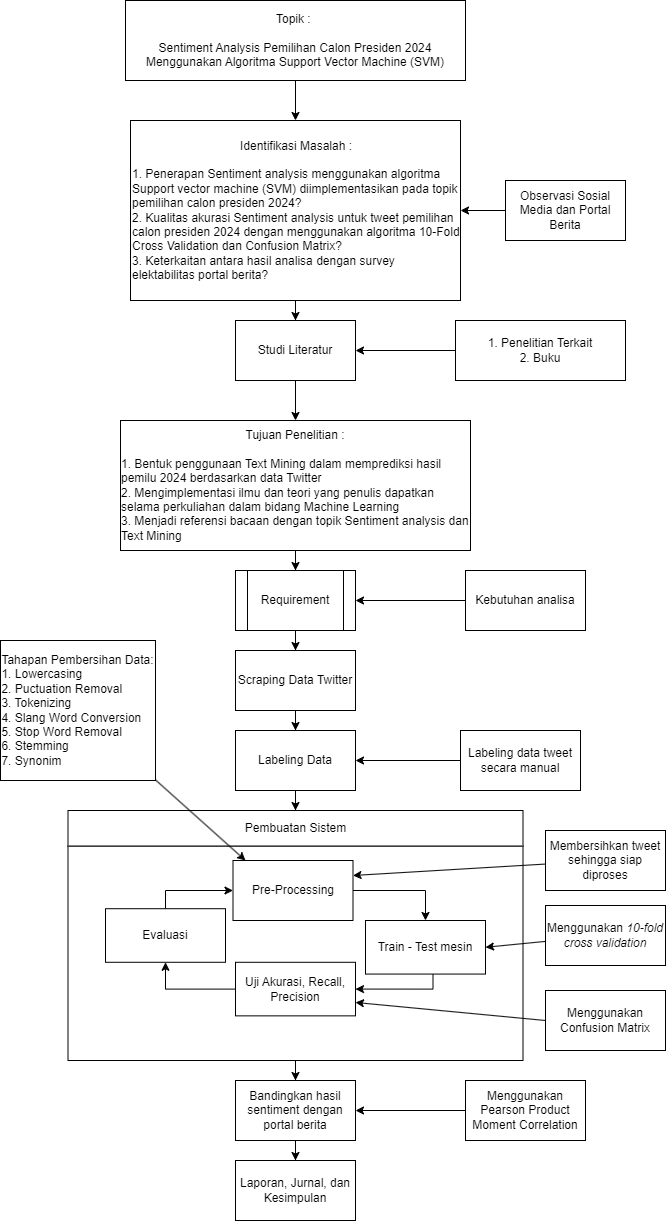 Topik :
Sentiment Analysis Pemilihan Calon Presiden 2024
Menggunakan Algoritma Support Vector Machine (SVM)
Identifikasi Masalah :
1. Penerapan Sentiment analysis menggunakan algoritma
Support vector machine (SVM) diimplementasikan pada topik
pemilihan calon presiden 2024?
2. Kualitas akurasi Sentiment analysis untuk tweet pemilihan
calon presiden 2024 dengan menggunakan algoritma 10-Fold
Cross Validation dan Confusion Matrix?
3. Keterkaitan antara hasil analisa dengan survey
elektabilitas portal berita?
Observasi Sosial
Media dan Portal
Berita
Studi Literatur
1. Penelitian Terkait
2. Buku
Tujuan Penelitian :
1. Bentuk penggunaan Text Mining dalam memprediksi hasil
pemilu 2024 berdasarkan data Twitter
2. Mengimplementasi ilmu dan teori yang penulis dapatkan
selama perkuliahan dalam bidang Machine Learning
3. Menjadi referensi bacaan dengan topik Sentiment analysis dan
Text Mining
Requirement
Kebutuhan analisa
Tahapan Pembersihan Data:
1. Lowercasing
2. Puctuation Removal
3. Tokenizing
4. Slang Word Conversion
5. Stop Word Removal
6. Stemming
7. Synonim
Scraping Data Twitter
Labeling Data
Labeling data tweet
secara manual
Pembuatan Sistem
Pre-Processing
Membersihkan tweet
sehingga siap
diproses
Evaluasi
Train - Test mesin
Menggunakan 10-fold
cross validation
Uji Akurasi, Recall,
Precision
Menggunakan
Confusion Matrix
Bandingkan hasil
sentiment dengan
portal berita
Menggunakan
Pearson Product
Moment Correlation
Laporan, Jurnal, dan
Kesimpulan